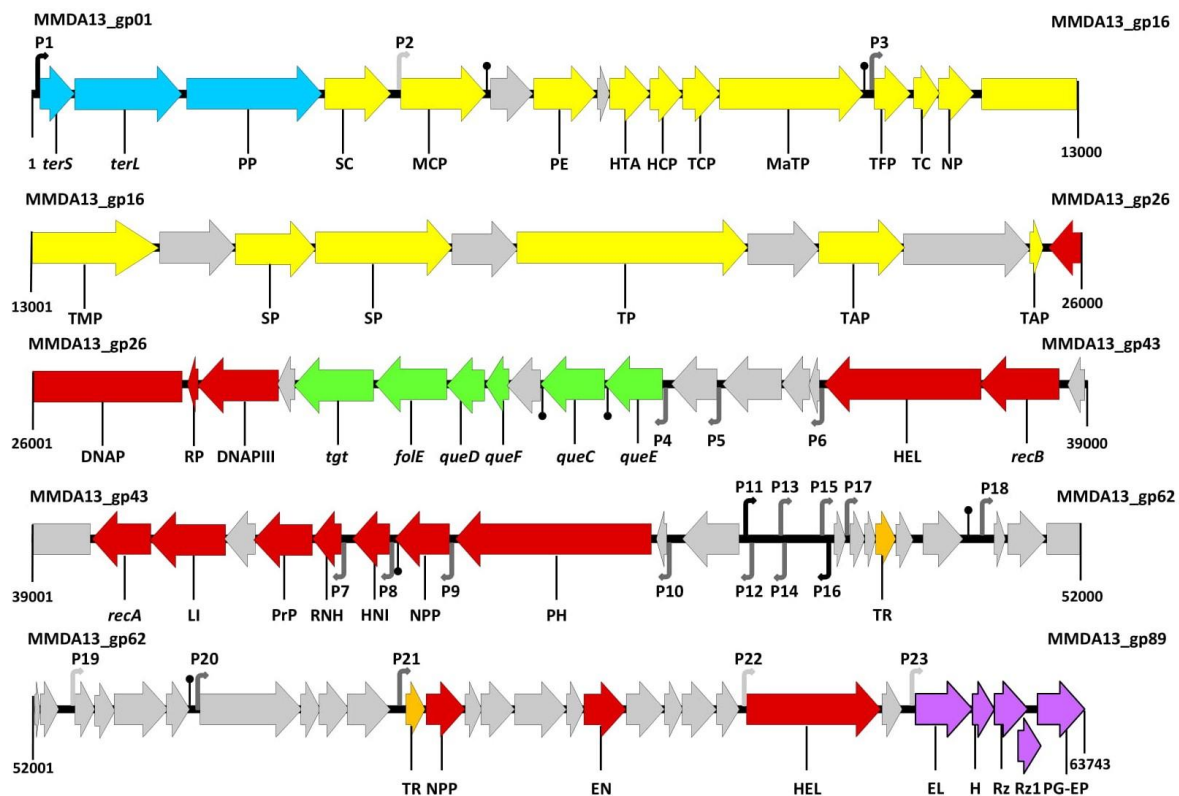 MMDA13_gp01 MMDA13_gp16
P1 P2 P3
1 terS terL PP SC MCP PE HTA HCP TCP MaTP TFP TC NP 13000
MMDA13_gp16 MMDA13_gp26
13001 TMP SP SP TP TAP TAP 26000
MMDA13_gp26 MMDA13_gp43
P4 P5 P6
26001 DNAP RP DNAPIII tgt folE queD queF queC queE HEL recB 39000
MMDA13_gp43 MMDA13_gp62
P11 P13 P15 P17 P18
P7 P8 P9 P10 P12 P14 P16
39001 recA LI PrP RNH HNI NPP PH TR 52000
MMDA13_gp62 MMDA13_gp89
P19 P20 P21 P22 P23
52001 TR NPP EN HEL EL H Rz Rz1 PG-EP 63743